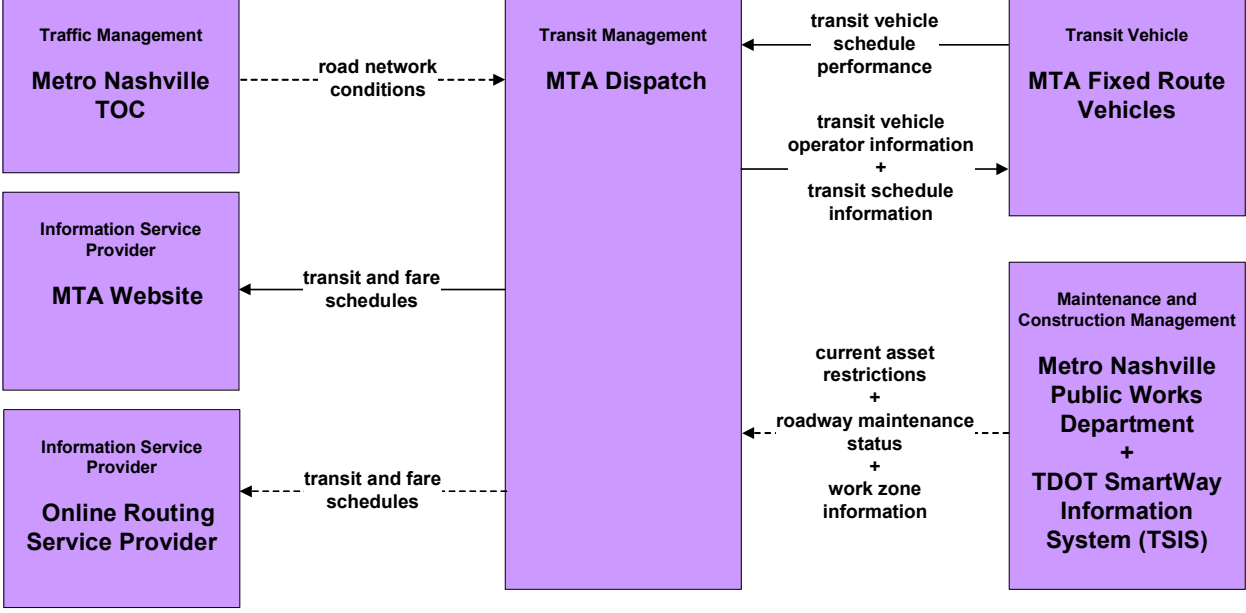 Traffic Management
Metro Nashville
TOC
road network
conditions
Information Service
Provider
MTA Website
transit and fare
schedules
Information Service
Provider
Online Routing
Service Provider
transit and fare
schedules
Transit Management
MTA Dispatch
transit vehicle
schedule
performance
transit vehicle
operator information
+
transit schedule
information
Transit Vehicle
MTA Fixed Route
Vehicles
current asset
restrictions
+
roadway maintenance
status
+
work zone
information
Maintenance and
Construction Management
Metro Nashville
Public Works
Department
+
TDOT SmartWay
Information
System (TSIS)